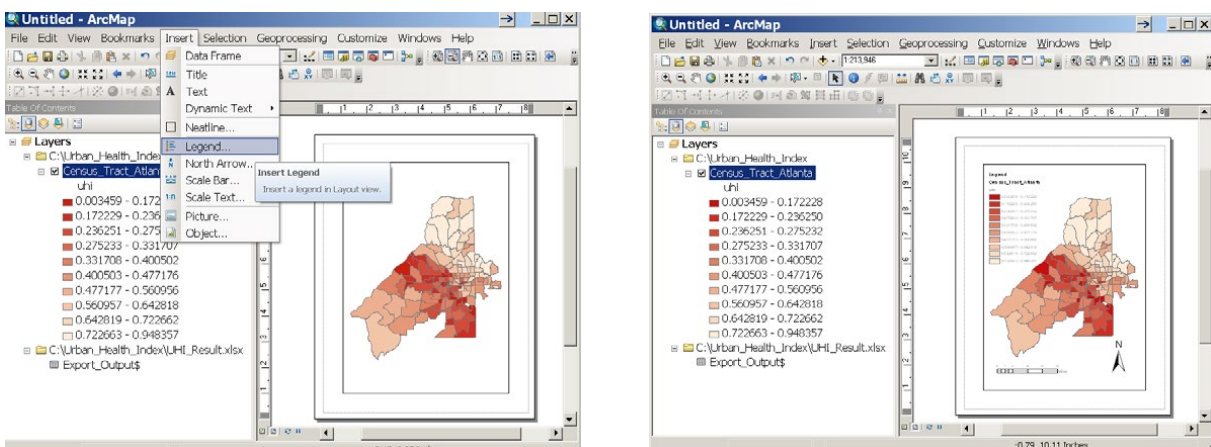 Untitled - ArcMap
File Edit View Bookmarks Insert Selection Geoprocessing Customize Windows Help
Data Frame
Title
Text
Dynamic Text
Neatline...
Legend...
North Arrow...
Scale Bar...
Scale Text...
Picture...
Object...
Insert Legend
Insert a legend in Layout view.
Table Of Contents
Layers
C:\Urban_Health_Index
Census_Tract_Atlan
uhi
0.003459 - 0.172
0.172229 - 0.236
0.236251 - 0.275
0.275233 - 0.331707
0.331708 - 0.400502
0.400503 - 0.477176
0.477177 - 0.560956
0.560957 - 0.642818
0.642819 - 0.722662
0.722663 - 0.948357
C:\Urban_Health_Index\UHI_Result.xlsx
Export_Output$
Untitled - ArcMap
File Edit View Bookmarks Insert Selection Geoprocessing Customize Windows Help
1:213,946
Table Of Contents
Layers
C:\Urban_Health_Index
Census_Tract_Atlanta
uhi
0.003459 - 0.172228
0.172229 - 0.236250
0.236251 - 0.275232
0.275233 - 0.331707
0.331708 - 0.400502
0.400503 - 0.477176
0.477177 - 0.560956
0.560957 - 0.642818
0.642819 - 0.722662
0.722663 - 0.948357
C:\Urban_Health_Index\UHI_Result.xlsx
Export_Output$
Legend
Census_Tract_Atlanta
N
-0.79 10.11 Inches